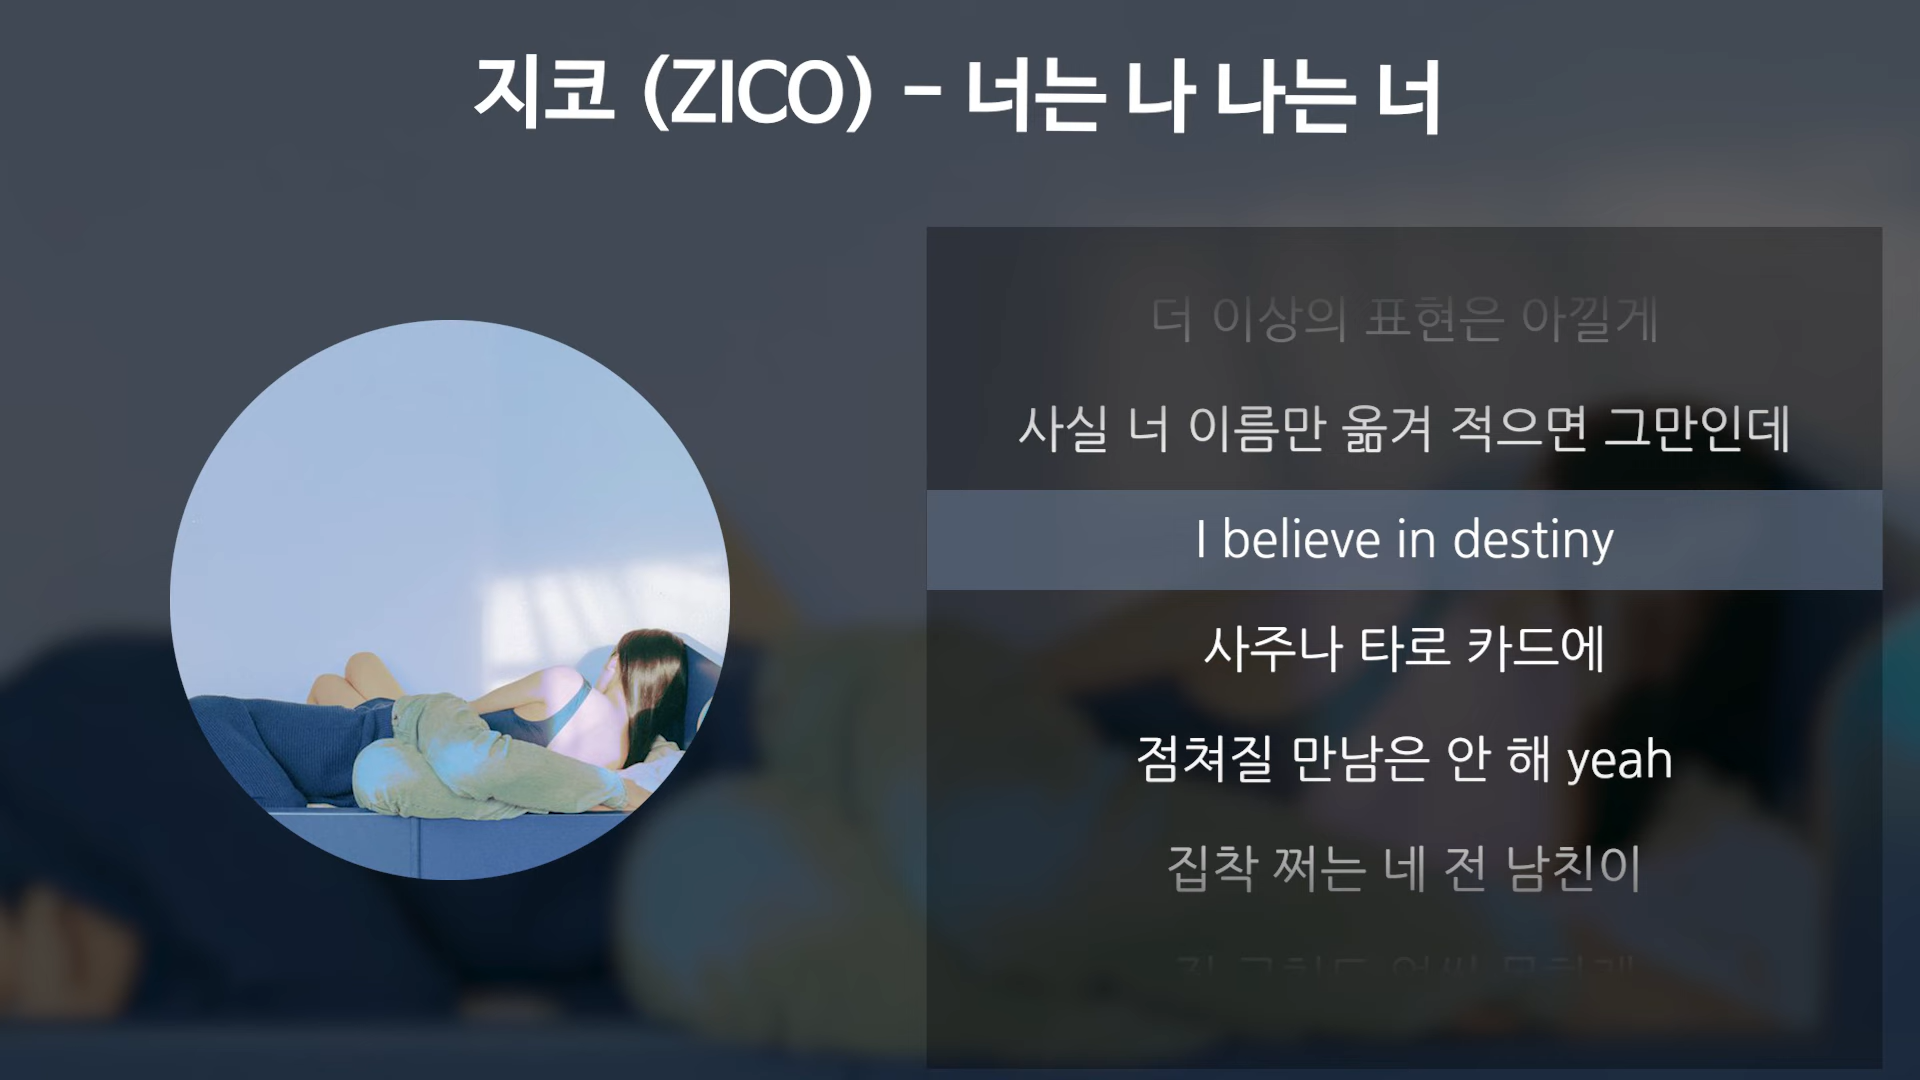 지코 (ZICO) - 너는 나 나는 너
더 이상의 표현은 아낄게
사실 너 이름만 옮겨 적으면 그만인데
I believe in destiny
사주나 타로 카드에
점쳐질 만남은 안 해 yeah
집착 쩌는 네 전 남친이